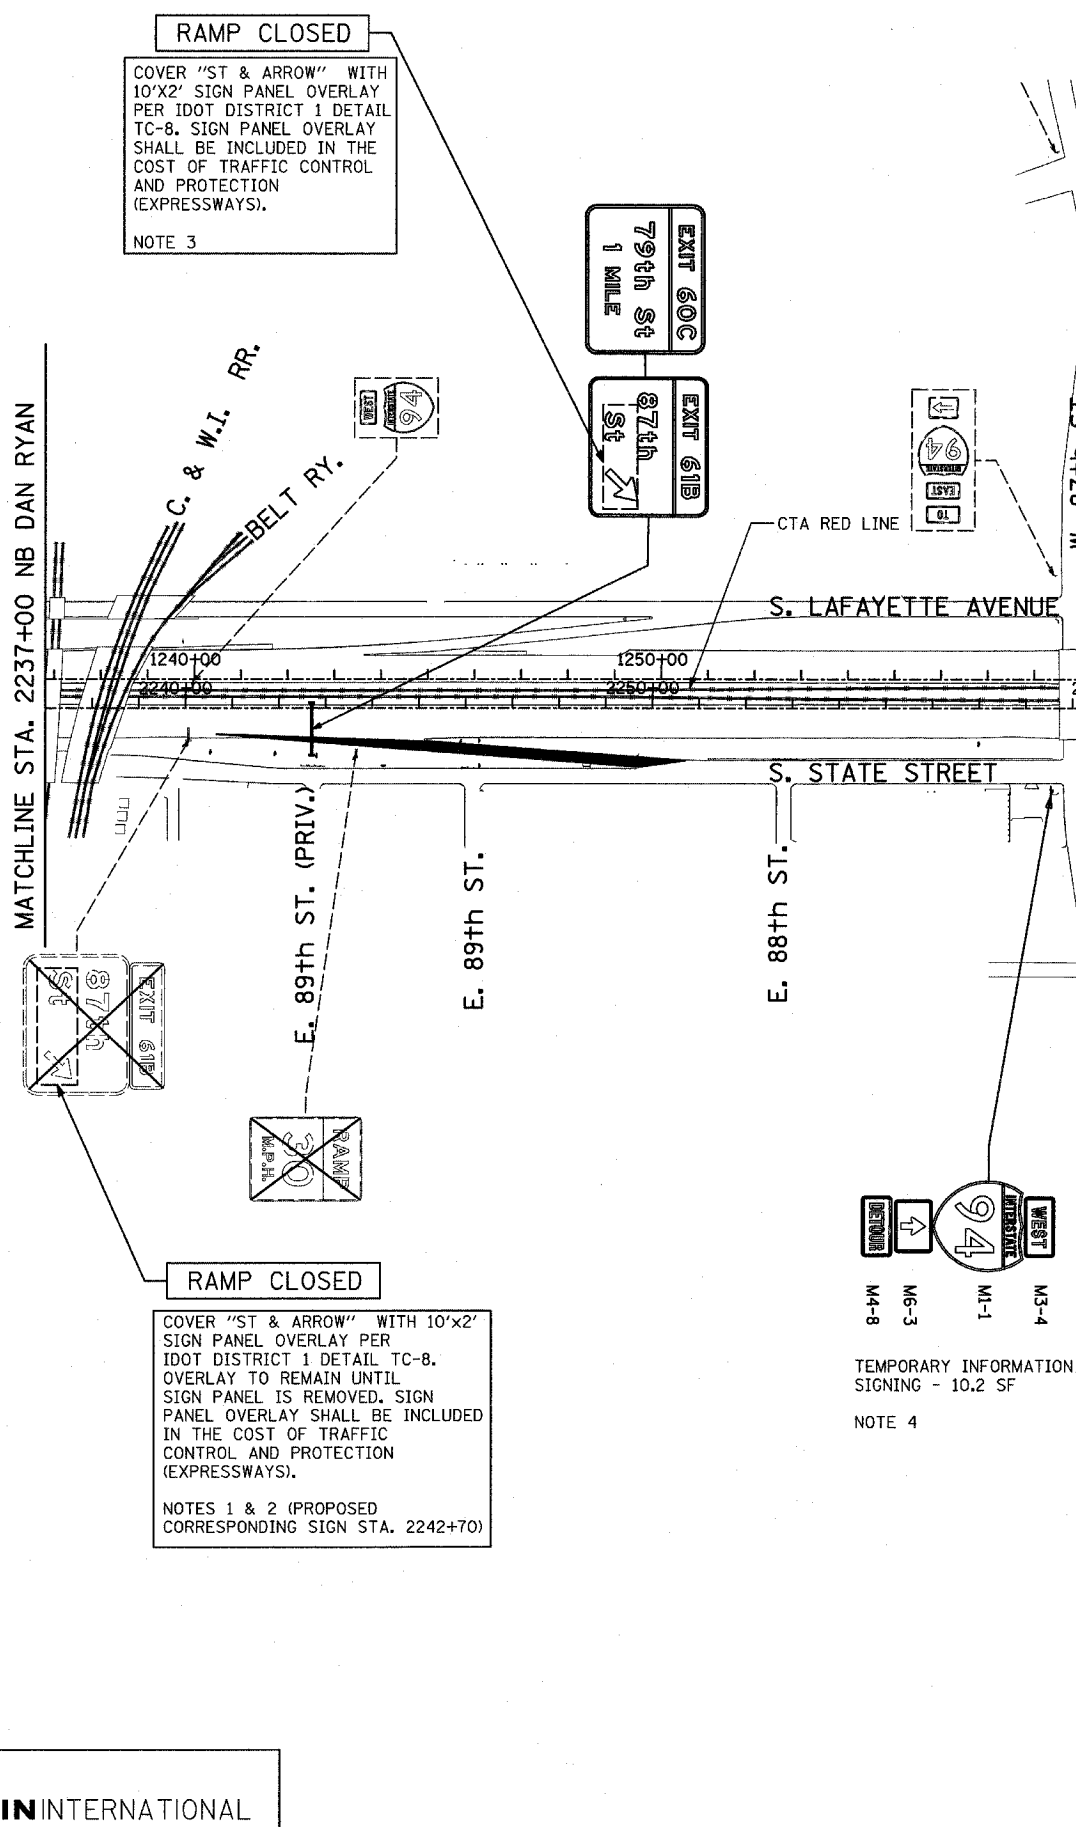 RAMP CLOSED
COVER "ST & ARROW" WITH
10'X2' SIGN PANEL OVERLAY
PER IDOT DISTRICT 1 DETAIL
TC-8. SIGN PANEL OVERLAY
SHALL BE INCLUDED IN THE
COST OF TRAFFIC CONTROL
AND PROTECTION
(EXPRESSWAYS).
NOTE 3
EXIT 60C
79th St
1 MILE
EXIT 61B
87th
St
C. & W.I. RR.
BELT RY.
INTERSTATE
94
WEST
MATCHLINE STA. 2237+00 NB DAN RYAN
CTA RED LINE
TO
EAST
INTERSTATE
94
S. LAFAYETTE AVENUE
1240+00
1250+00
2240+00
2250+00
S. STATE STREET
E. 89th ST. (PRIV.)
E. 89th ST.
E. 88th ST.
EXIT 61B
87th
St
RAMP
30
M.P.H.
WEST
INTERSTATE
94
DETOUR
M4-8
M6-3
M1-1
M3-4
TEMPORARY INFORMATION
SIGNING - 10.2 SF
NOTE 4
RAMP CLOSED
COVER "ST & ARROW" WITH 10'x2'
SIGN PANEL OVERLAY PER
IDOT DISTRICT 1 DETAIL TC-8.
OVERLAY TO REMAIN UNTIL
SIGN PANEL IS REMOVED. SIGN
PANEL OVERLAY SHALL BE INCLUDED
IN THE COST OF TRAFFIC
CONTROL AND PROTECTION
(EXPRESSWAYS).
NOTES 1 & 2 (PROPOSED
CORRESPONDING SIGN STA. 2242+70)
ININTERNATIONAL